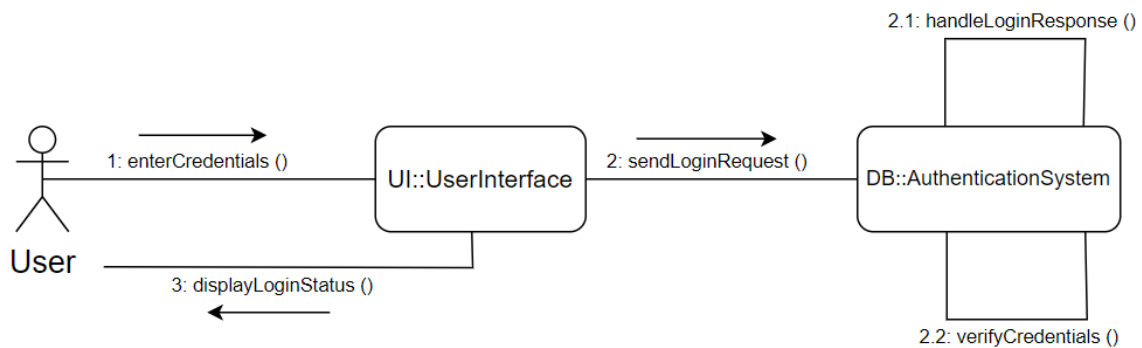 2.1: handleLoginResponse ()
1: enterCredentials ()
2: sendLoginRequest ()
UI::UserInterface
DB::AuthenticationSystem
User
3: displayLoginStatus ()
2.2: verifyCredentials ()